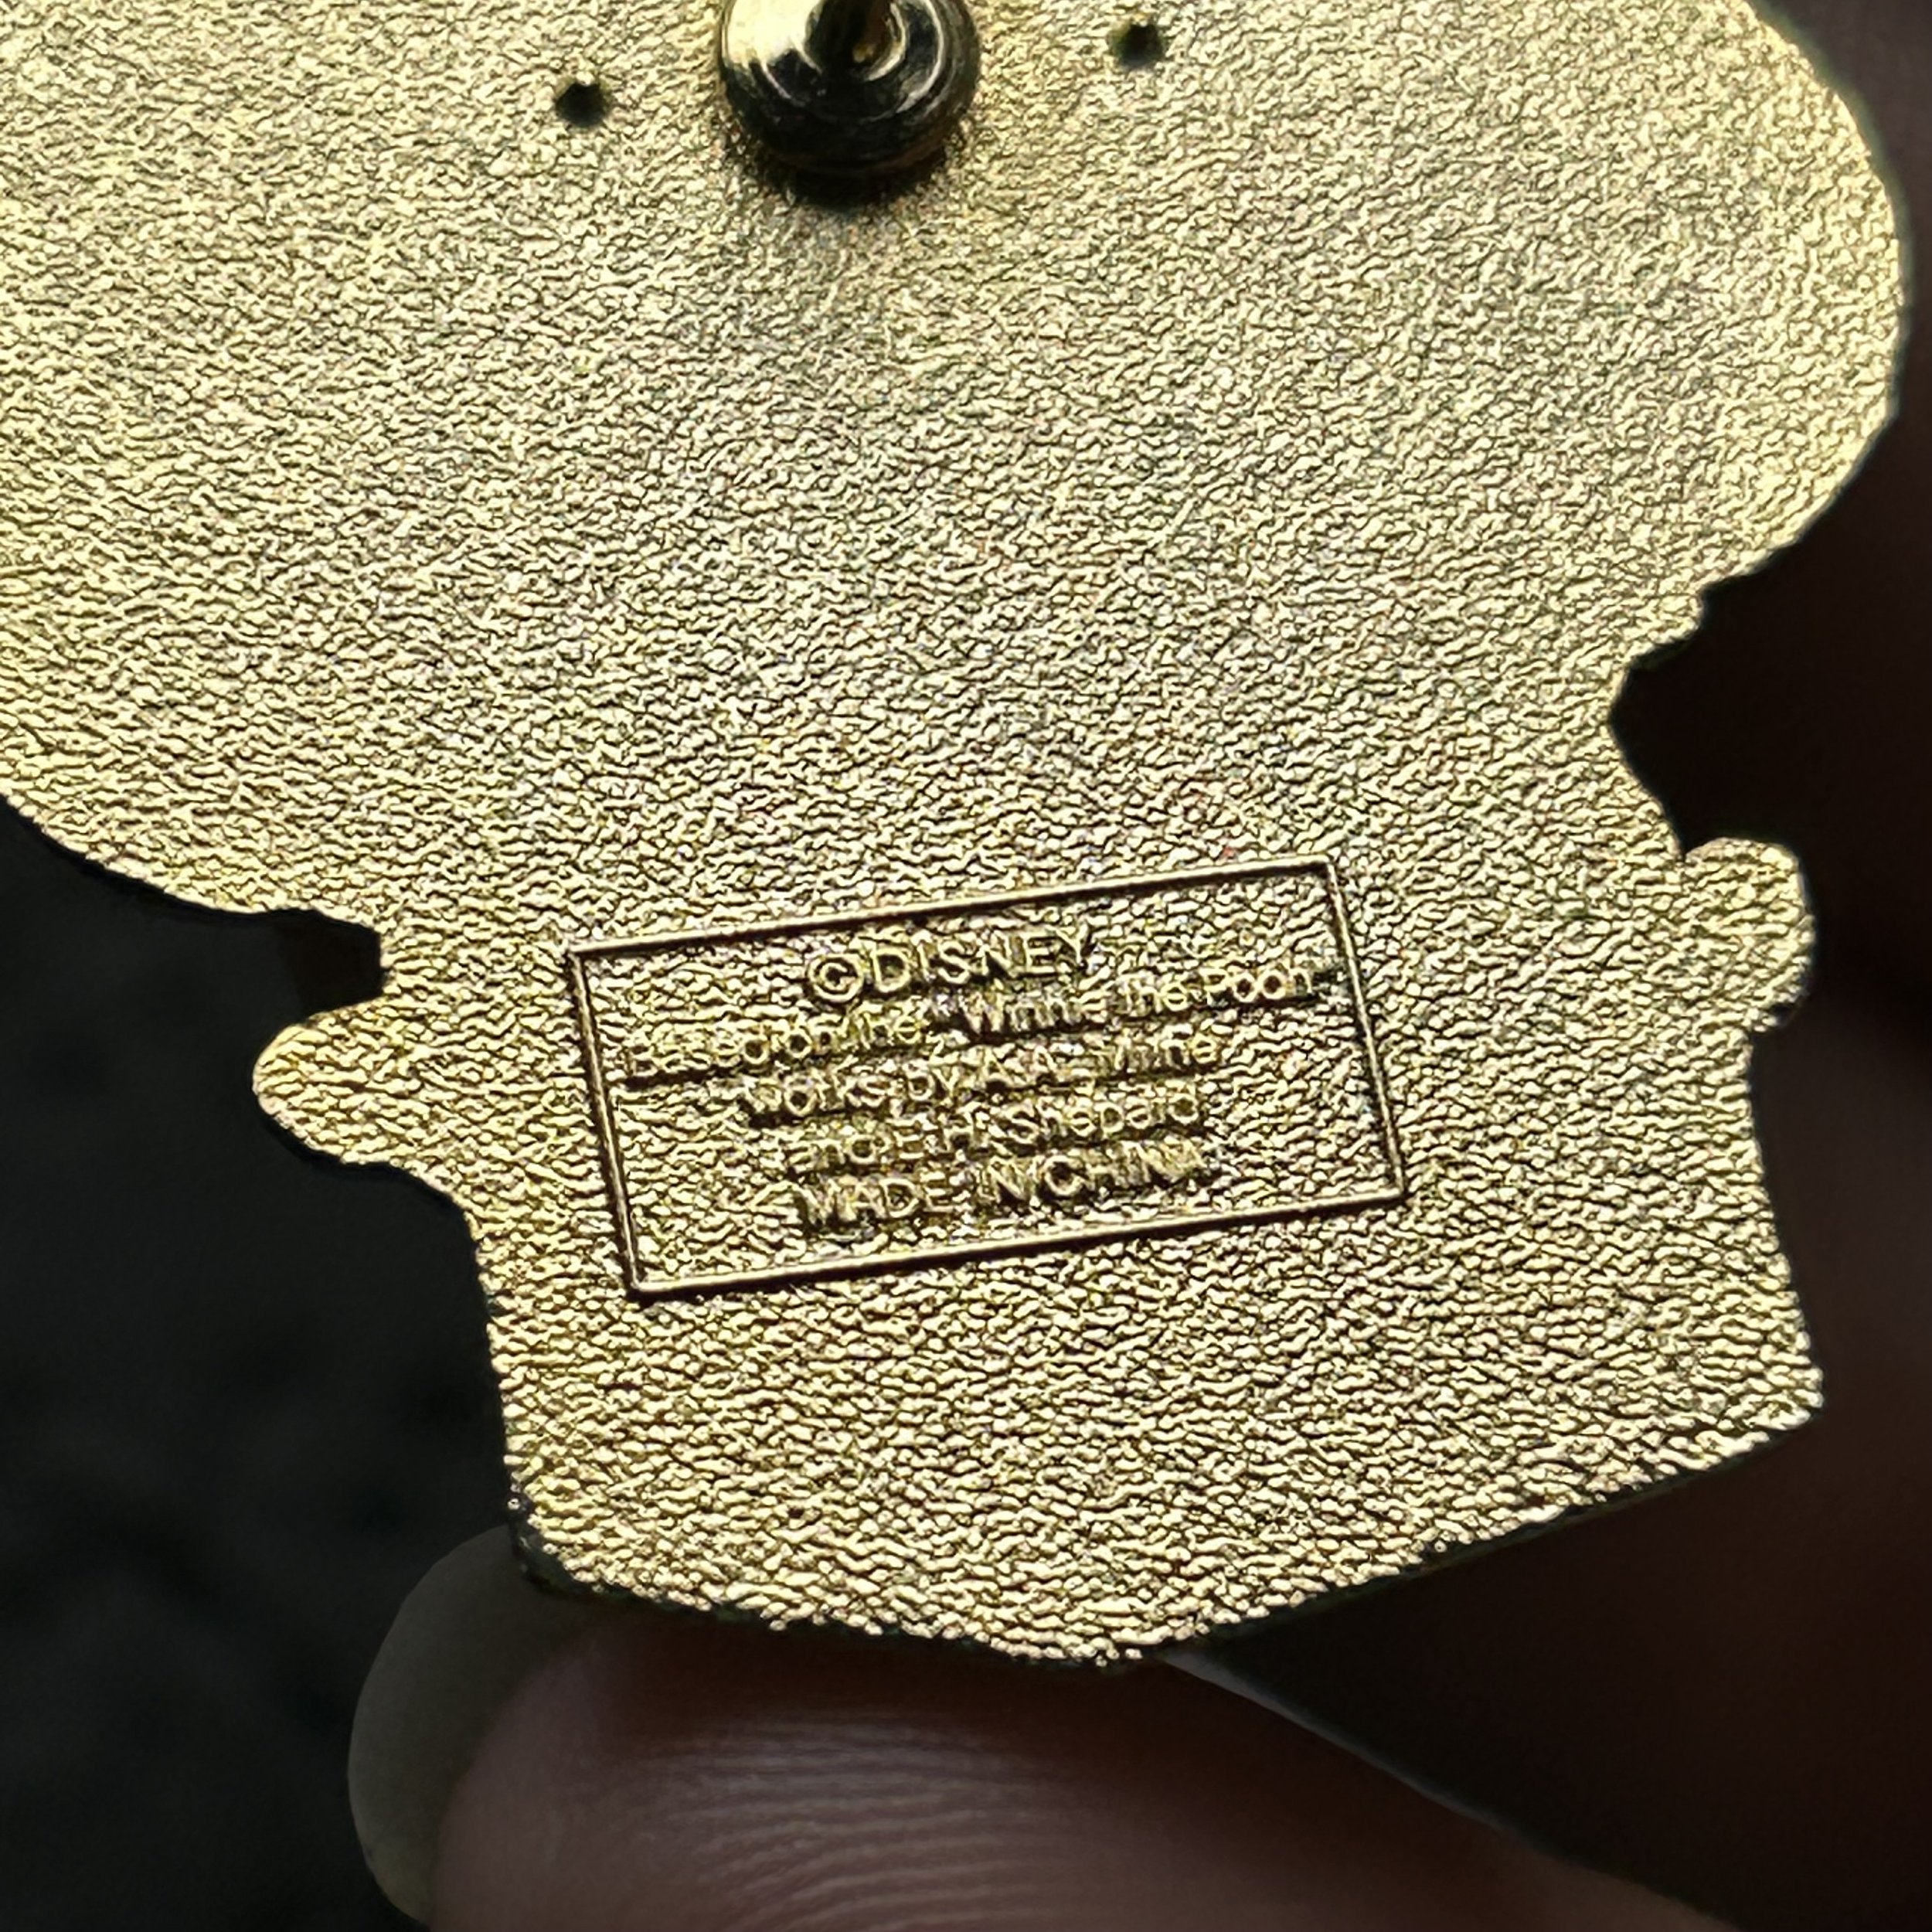 ©DISNEY
Based on the "Winnie the Pooh"
works by A.A. Milne
and E.H. Shepard
MADE IN CHINA